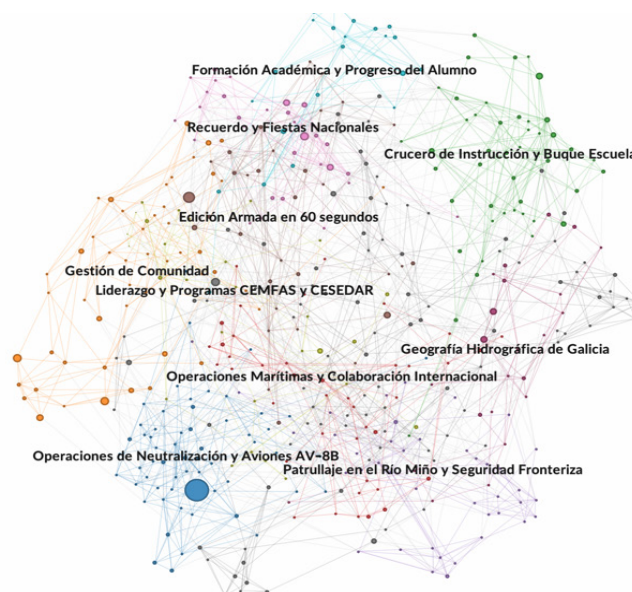 Formación Académica y Progreso del Alumno
Recuerdo y Fiestas Nacionales
Crucero de Instrucción y Buque Escuela
Edición Armada en 60 segundos
Gestión de Comunidad
Liderazgo y Programas CEMFAS y CESEDAR
Geografía Hidrográfica de Galicia
Operaciones Marítimas y Colaboración Internacional
Operaciones de Neutralización y Aviones AV-8B
Patrullaje en el Río Miño y Seguridad Fronteriza